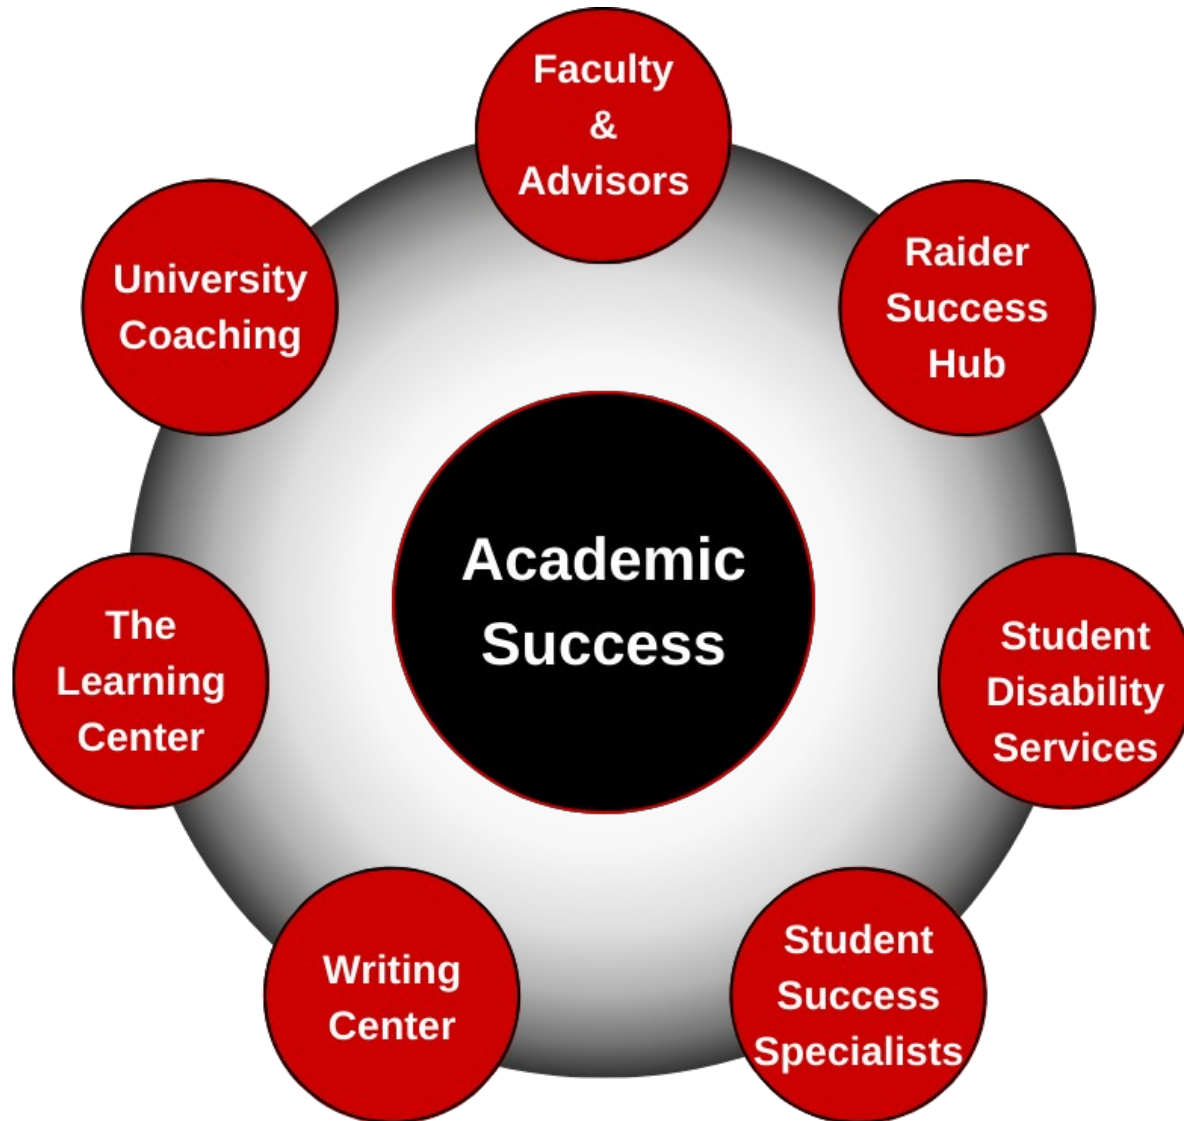 Faculty
&
Advisors
Raider
Success
Hub
Student
Disability
Services
Student
Success
Specialists
Writing
Center
The
Learning
Center
University
Coaching
Academic
Success